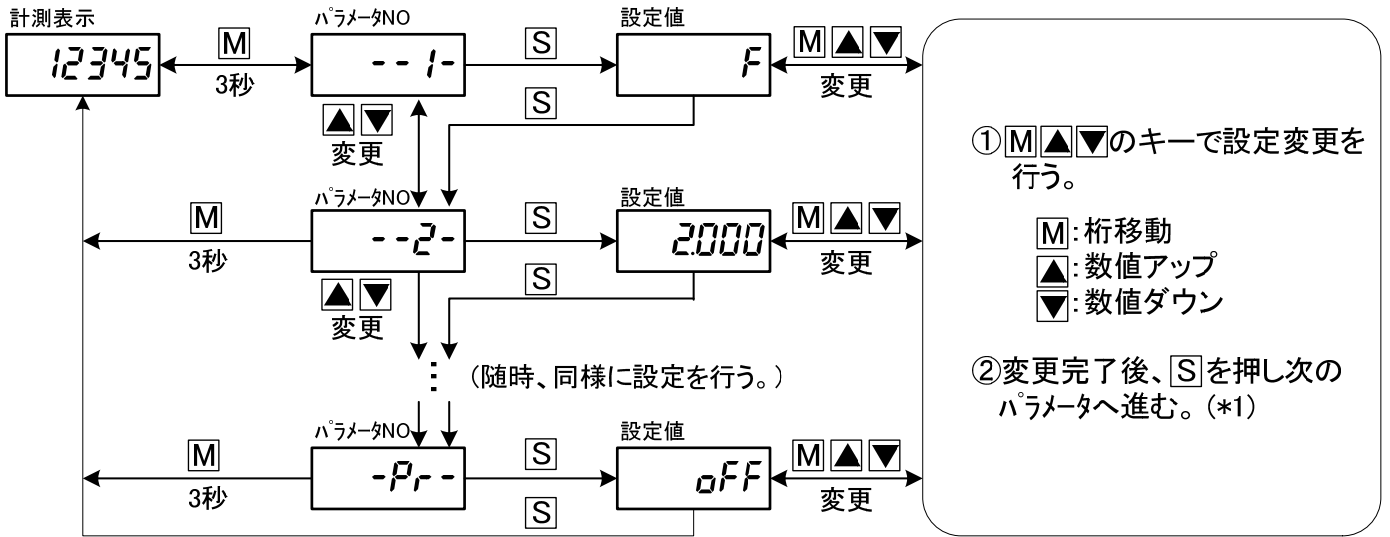 計測表示
パラメータNO
設定値
12345
M
3秒
--1-
S
F
M▲▼
変更
S
▲▼
変更
パラメータNO
設定値
M
3秒
--2-
S
2.000
M▲▼
変更
S
▲▼
変更
(随時、同様に設定を行う。)
パラメータNO
設定値
M
3秒
-Pr-
S
oFF
M▲▼
変更
S
①M▲▼のキーで設定変更を
行う。
M:桁移動
▲:数値アップ
▼:数値ダウン
②変更完了後、Sを押し次の
パラメータへ進む。(*1)